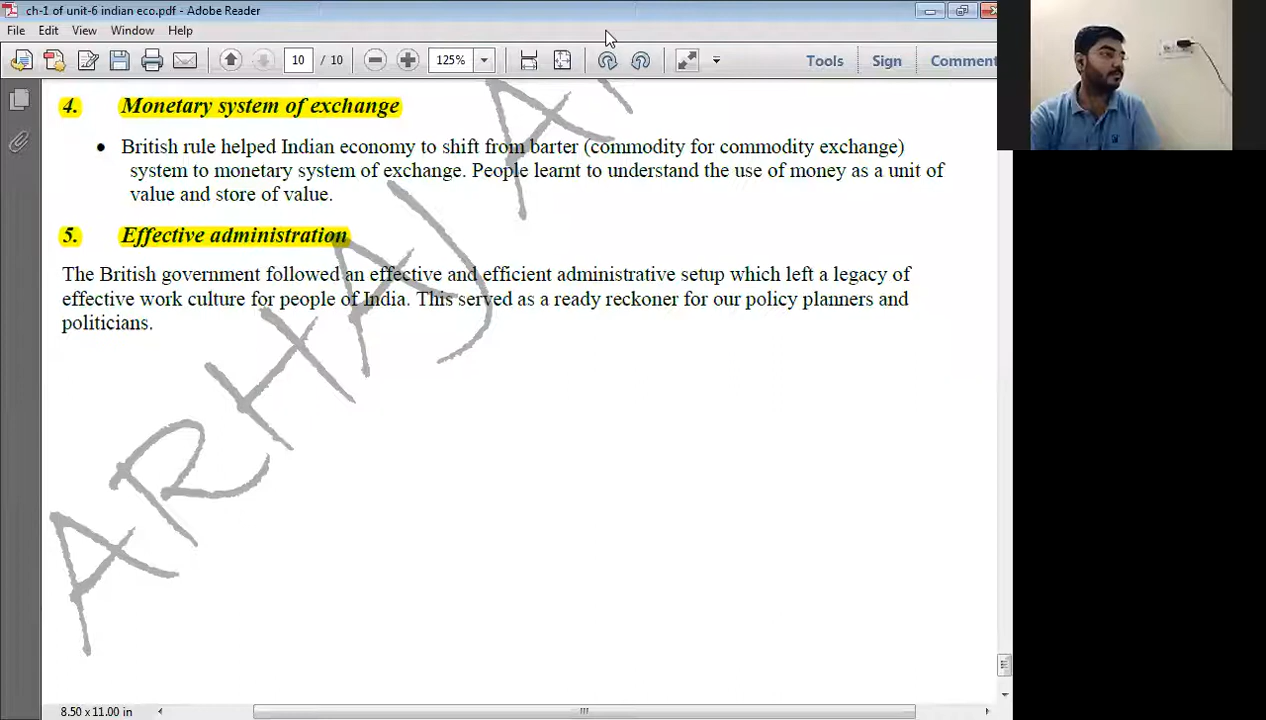 ch-1 of unit-6 indian eco.pdf - Adobe Reader
File Edit View Window Help
10 / 10 125% Tools Sign Comment
4. Monetary system of exchange
• British rule helped Indian economy to shift from barter (commodity for commodity exchange)
system to monetary system of exchange. People learnt to understand the use of money as a unit of
value and store of value.
5. Effective administration
The British government followed an effective and efficient administrative setup which left a legacy of
effective work culture for people of India. This served as a ready reckoner for our policy planners and
politicians.
ARHAJ
8.50 x 11.00 in